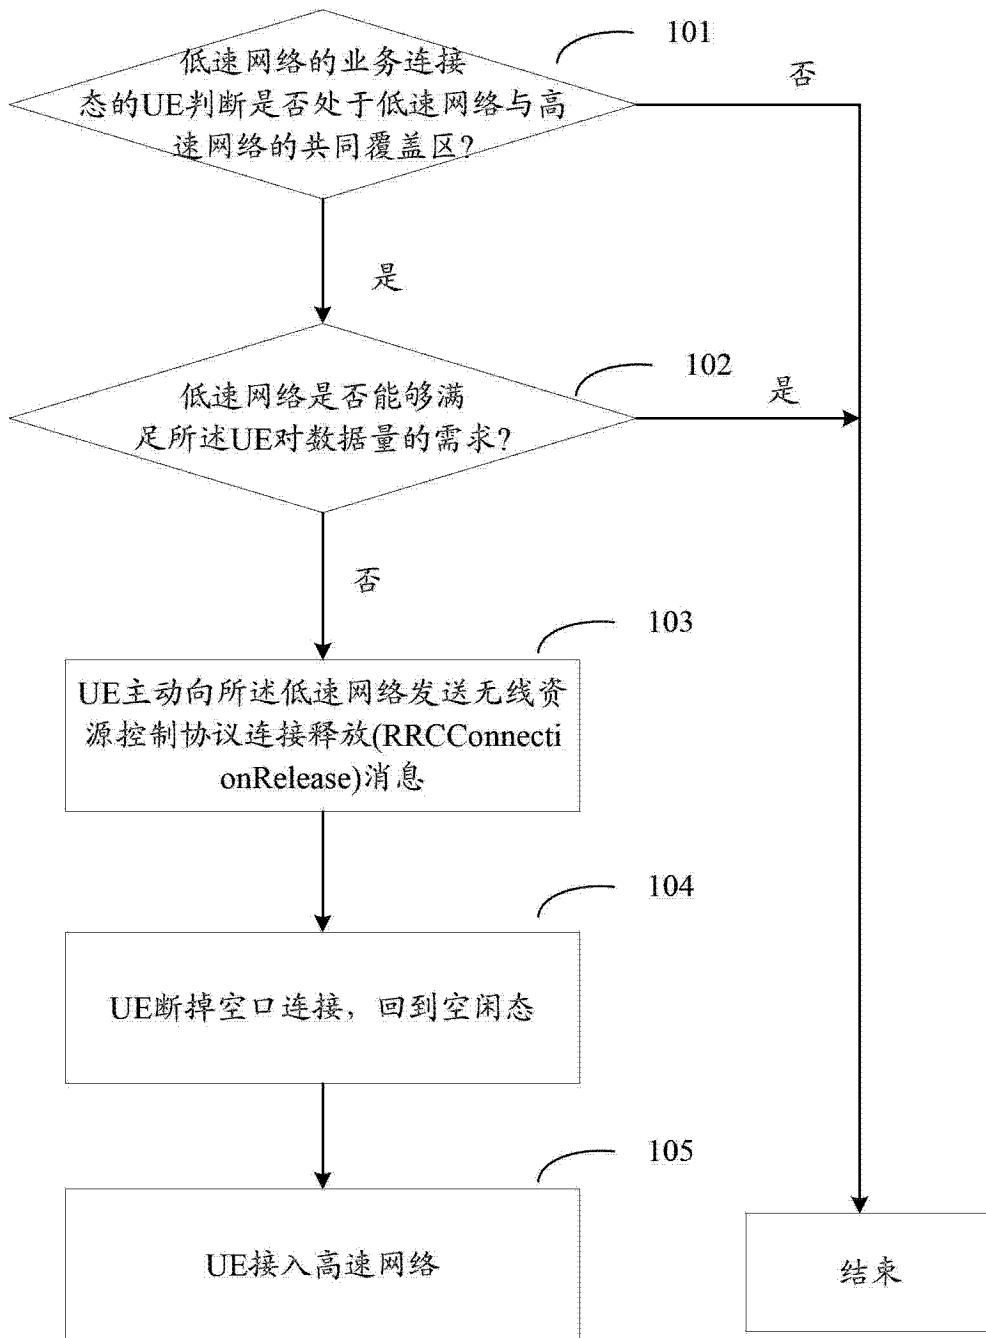 101
低速网络的业务连接
态的UE判断是否处于低速网络与高
速网络的共同覆盖区?
否
是
102
低速网络是否能够满
足所述UE对数据量的需求?
是
否
103
UE主动向所述低速网络发送无线资
源控制协议连接释放(RRCConnecti
onRelease)消息
104
UE断掉空口连接，回到空闲态
105
UE接入高速网络
结束